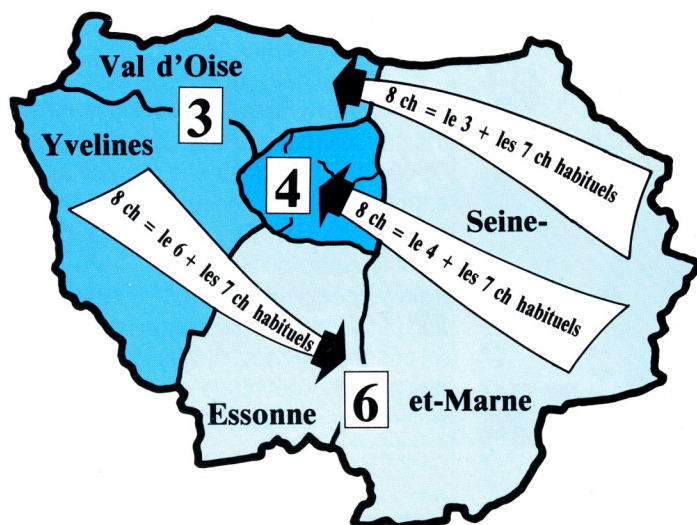 Val d'Oise
3
Yvelines
8 ch = le 3 + les 7 ch habituels
4
8 ch = le 4 + les 7 ch habituels
Seine-
8 ch = le 6 + les 7 ch habituels
Essonne
6
et-Marne